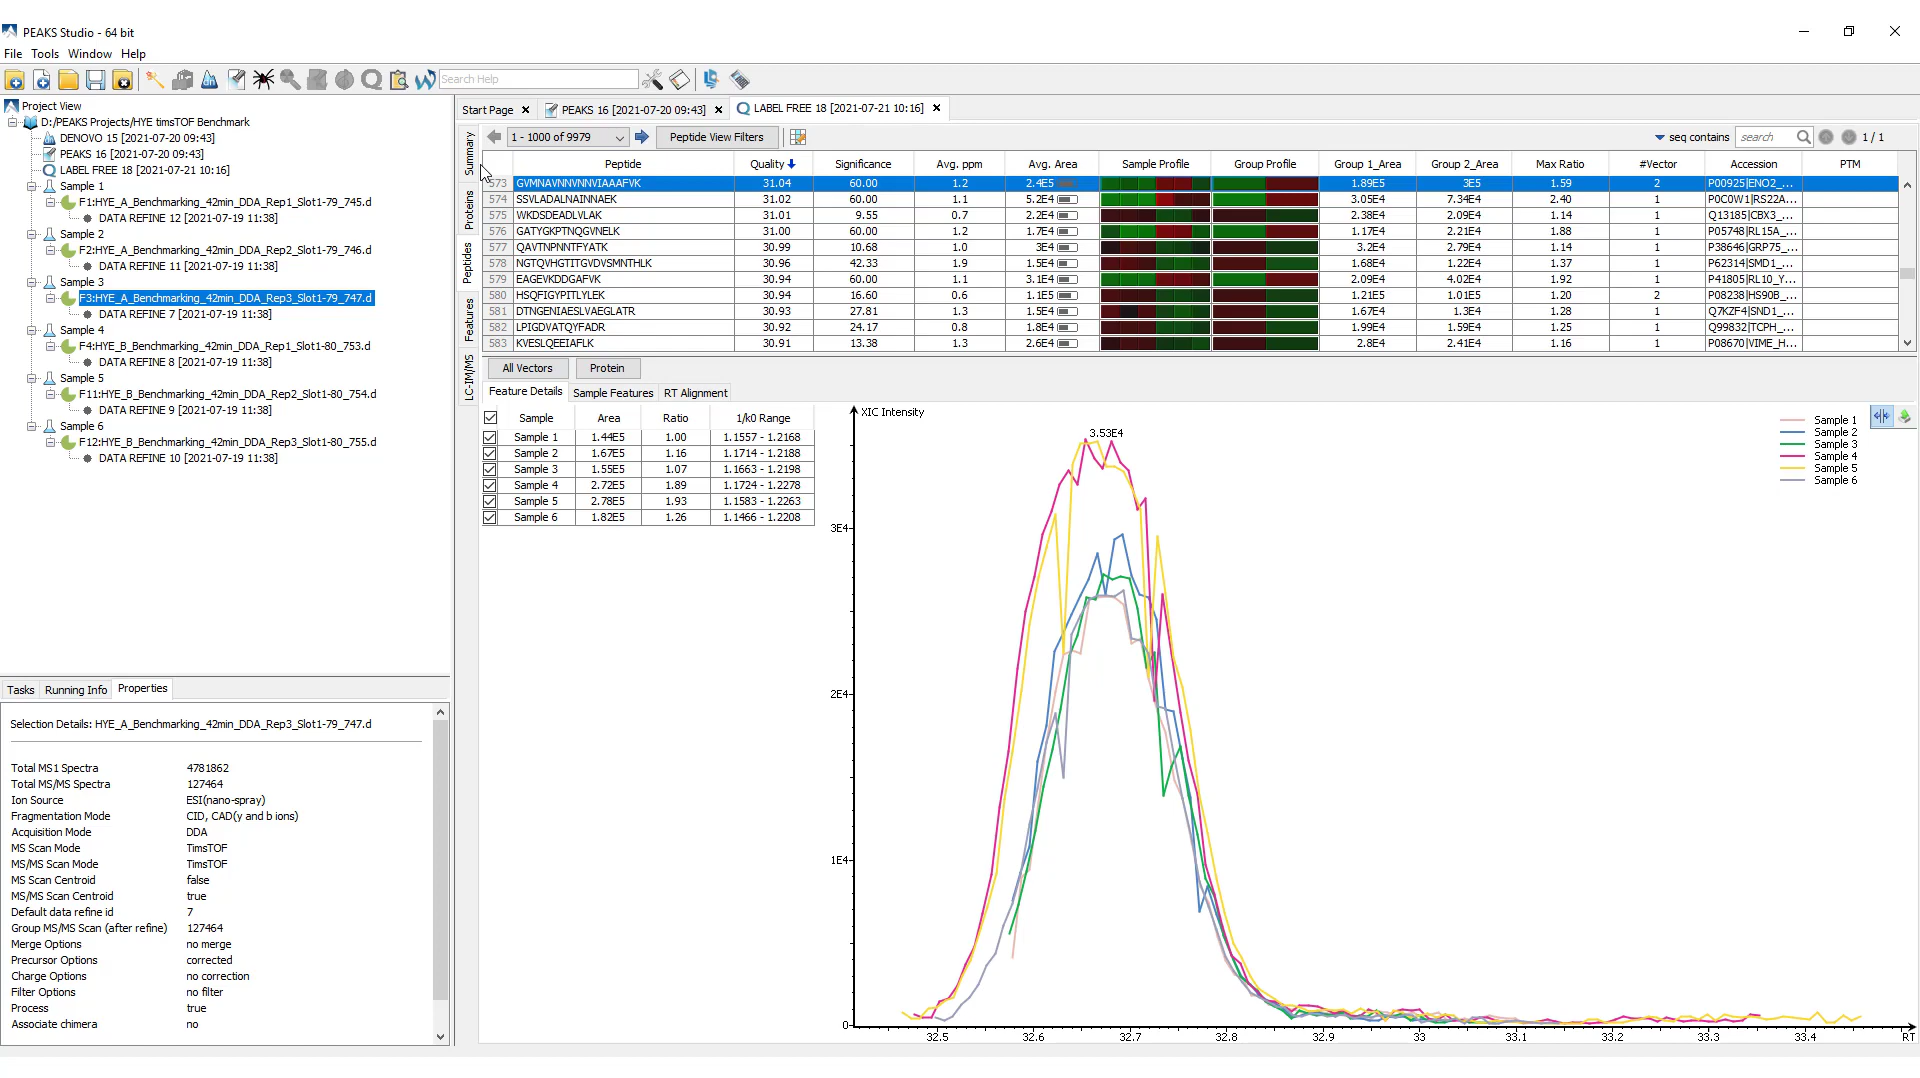 PEAKS Studio - 64 bit
File Tools Window Help
Search Help
Project View
D:/PEAKS Projects/HYE timsTOF Benchmark
DENOVO 15 [2021-07-20 09:43]
PEAKS 16 [2021-07-20 09:43]
LABEL FREE 18 [2021-07-21 10:16]
Sample 1
F1:HYE_A_Benchmarking_42min_DDA_Rep1_Slot1-79_745.d
DATA REFINE 12 [2021-07-19 11:38]
Sample 2
F2:HYE_A_Benchmarking_42min_DDA_Rep2_Slot1-79_746.d
DATA REFINE 11 [2021-07-19 11:38]
Sample 3
F3:HYE_A_Benchmarking_42min_DDA_Rep3_Slot1-79_747.d
DATA REFINE 7 [2021-07-19 11:38]
Sample 4
F4:HYE_B_Benchmarking_42min_DDA_Rep1_Slot1-80_753.d
DATA REFINE 8 [2021-07-19 11:38]
Sample 5
F11:HYE_B_Benchmarking_42min_DDA_Rep2_Slot1-80_754.d
DATA REFINE 9 [2021-07-19 11:38]
Sample 6
F12:HYE_B_Benchmarking_42min_DDA_Rep3_Slot1-80_755.d
DATA REFINE 10 [2021-07-19 11:38]
Tasks Running Info Properties
Selection Details: HYE_A_Benchmarking_42min_DDA_Rep3_Slot1-79_747.d
Total MS1 Spectra 4781862
Total MS/MS Spectra 127464
Ion Source ESI(nano-spray)
Fragmentation Mode CID, CAD(y and b ions)
Acquisition Mode DDA
MS Scan Mode TimsTOF
MS/MS Scan Mode TimsTOF
MS Scan Centroid false
MS/MS Scan Centroid true
Default data refine id 7
Group MS/MS Scan (after refine) 127464
Merge Options no merge
Precursor Options corrected
Charge Options no correction
Filter Options no filter
Process true
Associate chimera no
Start Page PEAKS 16 [2021-07-20 09:43] LABEL FREE 18 [2021-07-21 10:16]
Summary
Proteins
Peptides
Features
LC-IM/MS
1 - 1000 of 9979 Peptide View Filters seq contains search 1 / 1
Peptide Quality Significance Avg. ppm Avg. Area Sample Profile Group Profile Group 1_Area Group 2_Area Max Ratio #Vector Accession PTM
573 GVMNAVNNVNNVIAAAFVK 31.04 60.00 1.2 2.4E5 1.89E5 3E5 1.59 2 P00925|ENO2_...
574 SSVLADALNAINNAEK 31.02 60.00 1.1 5.2E4 3.05E4 7.34E4 2.40 1 P0C0W1|RS22A...
575 WKDSDEADLVLAK 31.01 9.55 0.7 2.2E4 2.38E4 2.09E4 1.14 1 Q13185|CBX3_...
576 GATYGKPTNQGVNELK 31.00 60.00 1.2 1.7E4 1.17E4 2.21E4 1.88 1 P05748|RL15A_...
577 QAVTNPNNTFYATK 30.99 10.68 1.0 3E4 3.2E4 2.79E4 1.14 1 P38646|GRP75_...
578 NGTQVHGTITGVDVSMNTHLK 30.96 42.33 1.9 1.5E4 1.68E4 1.22E4 1.37 1 P62314|SMD1_...
579 EAGEVKDDGAFVK 30.94 60.00 1.1 3.1E4 2.09E4 4.02E4 1.92 1 P41805|RL10_Y...
580 HSQFIGYPITLYLEK 30.94 16.60 0.6 1.1E5 1.21E5 1.01E5 1.20 2 P08238|HS90B_...
581 DTNGENIAESLVAEGLATR 30.93 27.81 1.3 1.5E4 1.67E4 1.3E4 1.28 1 Q7KZF4|SND1_...
582 LPIGDVATQYFADR 30.92 24.17 0.8 1.8E4 1.99E4 1.59E4 1.25 1 Q99832|TCPH_...
583 KVESLQEEIAFLK 30.91 13.38 1.3 2.6E4 2.8E4 2.41E4 1.16 1 P08670|VIME_H...
All Vectors Protein
Feature Details Sample Features RT Alignment
Sample Area Ratio 1/k0 Range
Sample 1 1.44E5 1.00 1.1557 - 1.2168
Sample 2 1.67E5 1.16 1.1714 - 1.2188
Sample 3 1.55E5 1.07 1.1663 - 1.2198
Sample 4 2.72E5 1.89 1.1724 - 1.2278
Sample 5 2.78E5 1.93 1.1583 - 1.2263
Sample 6 1.82E5 1.26 1.1466 - 1.2208
XIC Intensity
3.53E4
Sample 1
Sample 2
Sample 3
Sample 4
Sample 5
Sample 6
3E4
2E4
1E4
0
32.5 32.6 32.7 32.8 32.9 33 33.1 33.2 33.3 33.4 RT